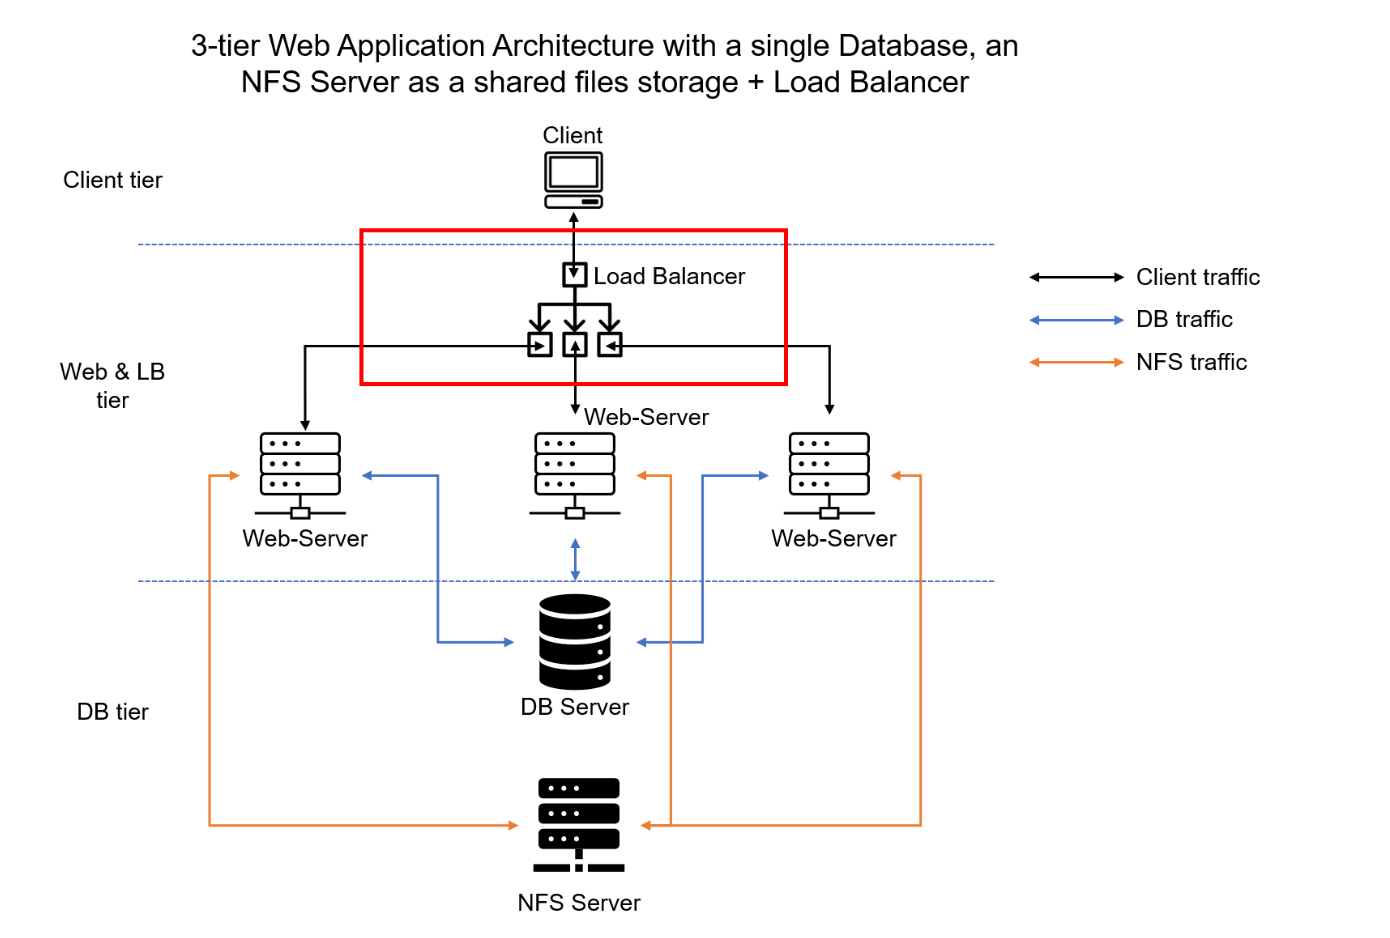 3-tier Web Application Architecture with a single Database, an
NFS Server as a shared files storage + Load Balancer
Client
Client tier
Load Balancer
Client traffic
DB traffic
NFS traffic
Web & LB
tier
Web-Server
Web-Server
Web-Server
DB Server
DB tier
NFS Server